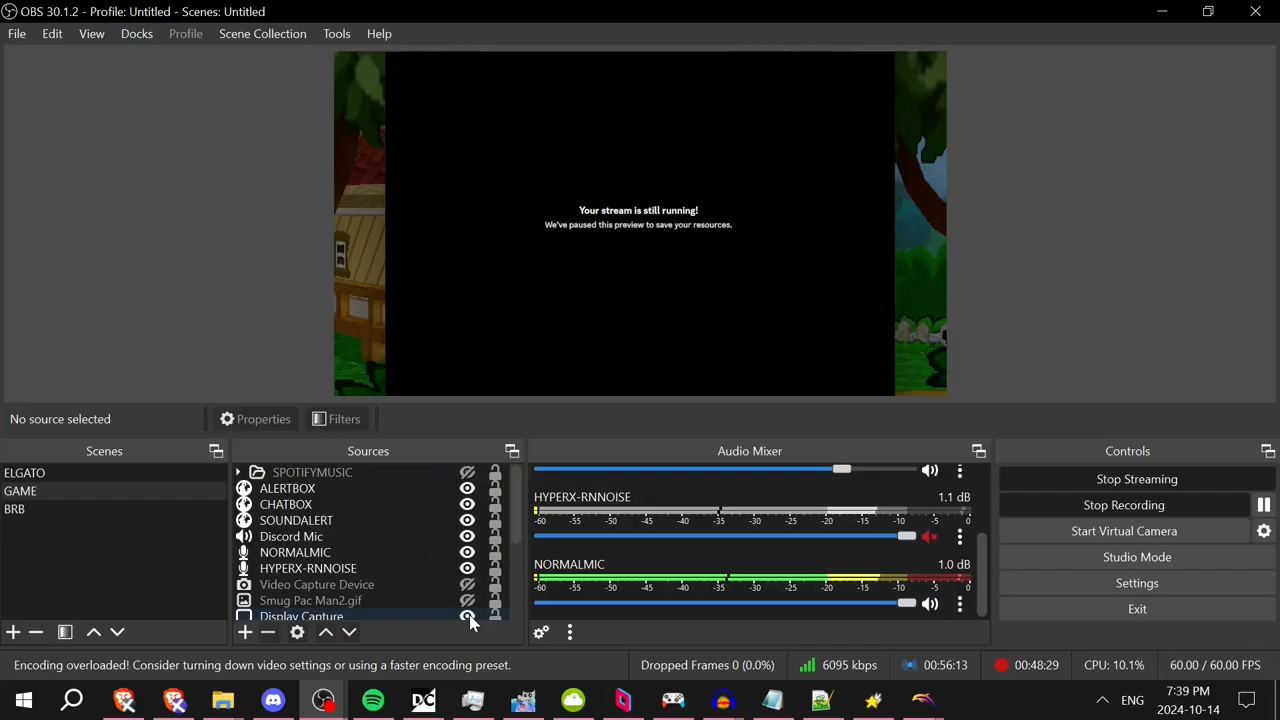 OBS 30.1.2 - Profile: Untitled - Scenes: Untitled
File Edit View Docks Profile Scene Collection Tools Help
Your stream is still running!
We've paused this preview to save your resources.
No source selected Properties Filters
Scenes Sources Audio Mixer Controls
ELGATO
GAME
BRB
SPOTIFYMUSIC
ALERTBOX
CHATBOX
SOUNDALERT
Discord Mic
NORMALMIC
HYPERX-RNNOISE
Video Capture Device
Smug Pac Man2.gif
Display Capture
HYPERX-RNNOISE 1.1 dB
-60 -55 -50 -45 -40 -35 -30 -25 -20 -15 -10 -5 0
NORMALMIC 1.0 dB
-60 -55 -50 -45 -40 -35 -30 -25 -20 -15 -10 -5 0
Stop Streaming
Stop Recording
Start Virtual Camera
Studio Mode
Settings
Exit
Encoding overloaded! Consider turning down video settings or using a faster encoding preset. Dropped Frames 0 (0.0%) 6095 kbps 00:56:13 00:48:29 CPU: 10.1% 60.00 / 60.00 FPS
DC
ENG
7:39 PM
2024-10-14